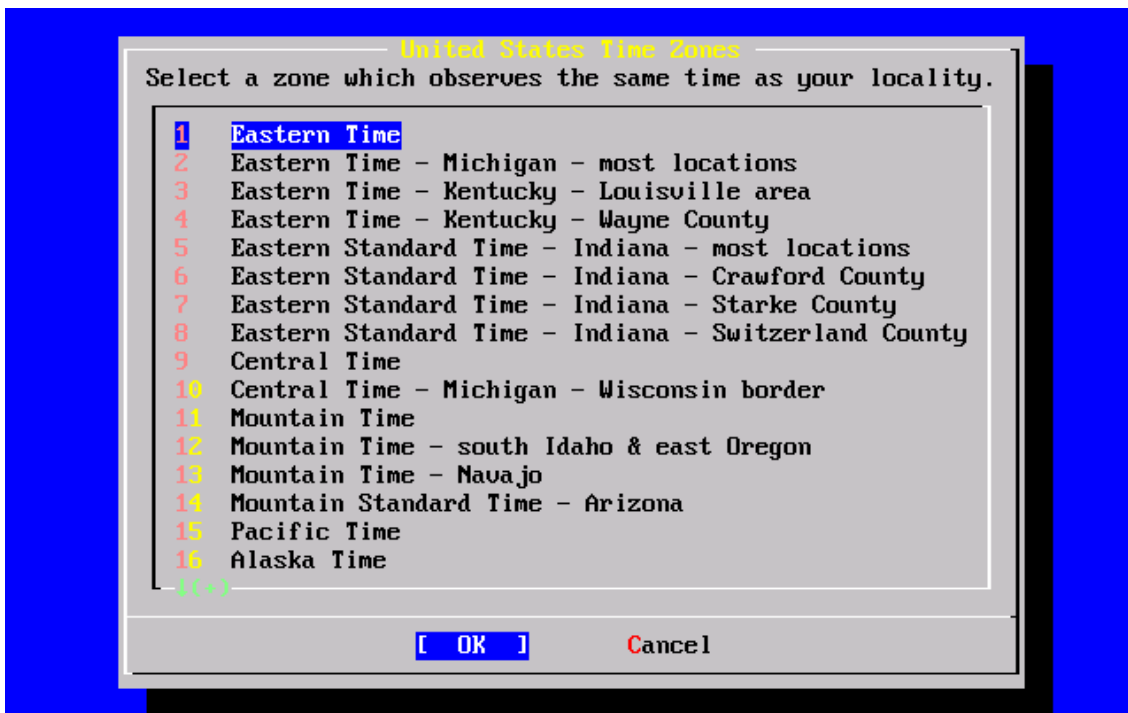 United States Time Zones
Select a zone which observes the same time as your locality.
1 Eastern Time
2 Eastern Time - Michigan - most locations
3 Eastern Time - Kentucky - Louisville area
4 Eastern Time - Kentucky - Wayne County
5 Eastern Standard Time - Indiana - most locations
6 Eastern Standard Time - Indiana - Crawford County
7 Eastern Standard Time - Indiana - Starke County
8 Eastern Standard Time - Indiana - Switzerland County
9 Central Time
10 Central Time - Michigan - Wisconsin border
11 Mountain Time
12 Mountain Time - south Idaho & east Oregon
13 Mountain Time - Navajo
14 Mountain Standard Time - Arizona
15 Pacific Time
16 Alaska Time
↓(+)
[ OK ] Cancel